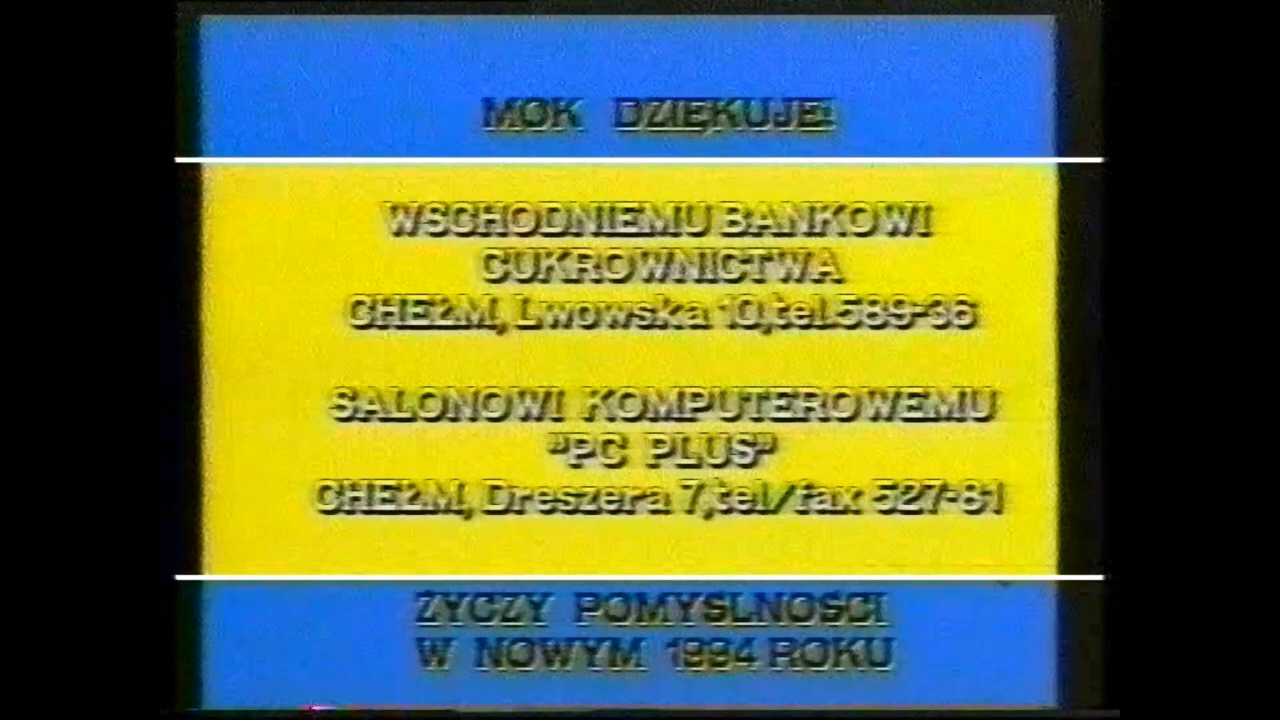 MOK DZIĘKUJE!
WSCHODNIEMU BANKOWI
CUKROWNICTWA
CHEŁM, Lwowska 10,tel.589-36
SALONOWI KOMPUTEROWEMU
"PC PLUS"
CHEŁM, Dreszera 7,tel/fax 527-81
ŻYCZY POMYŚLNOŚCI
W NOWYM 1994 ROKU